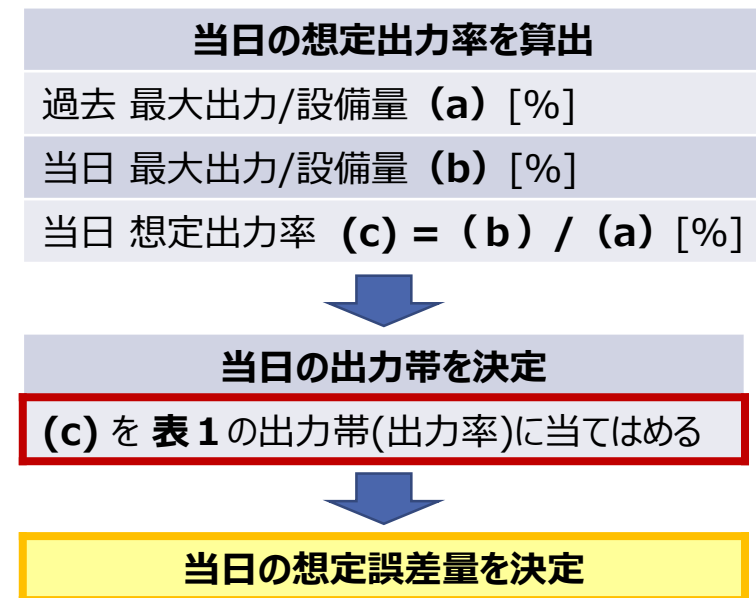 当日の想定出力率を算出
過去 最大出力/設備量（a）[%]
当日 最大出力/設備量（b）[%]
当日 想定出力率 (c) =（ｂ）/（a）[%]
当日の出力帯を決定
(c) を 表１の出力帯(出力率)に当てはめる
当日の想定誤差量を決定